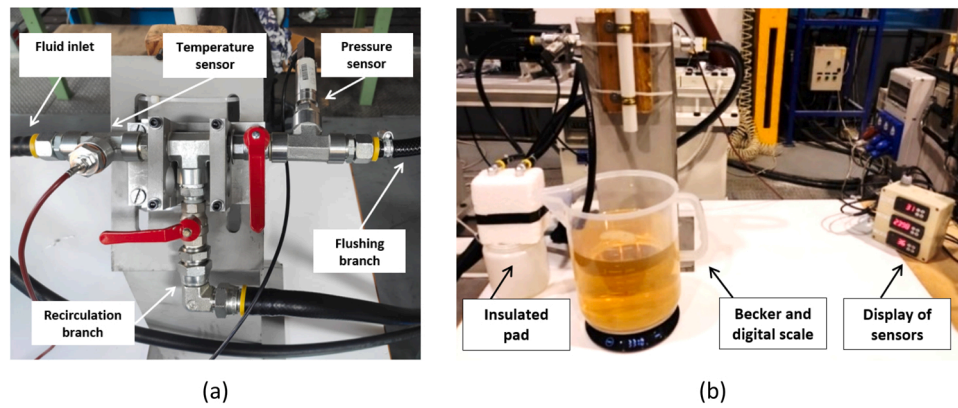 Fluid inlet
Temperature
sensor
Pressure
sensor
Flushing
branch
Recirculation
branch
(a)
Insulated
pad
Becker and
digital scale
Display of
sensors
(b)